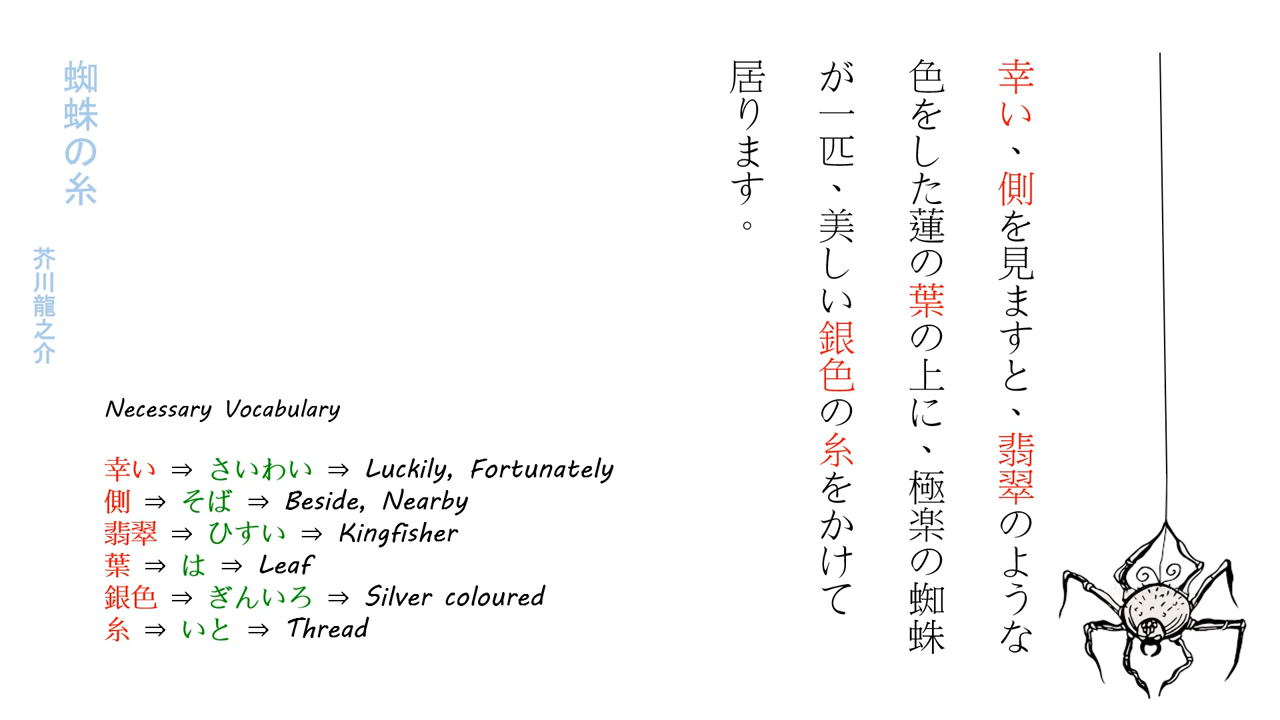 幸い、側を見ますと、翡翠のような
色をした蓮の葉の上に、極楽の蜘蛛
が一匹、美しい銀色の糸をかけて
居ります。
蜘蛛の糸
芥川龍之介
Necessary Vocabulary
幸い ⇒ さいわい ⇒ Luckily, Fortunately
側 ⇒ そば ⇒ Beside, Nearby
翡翠 ⇒ ひすい ⇒ Kingfisher
葉 ⇒ は ⇒ Leaf
銀色 ⇒ ぎんいろ ⇒ Silver coloured
糸 ⇒ いと ⇒ Thread